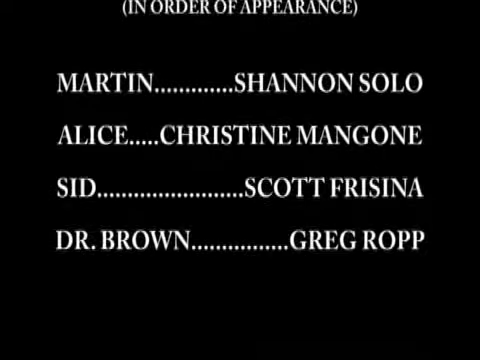 (IN ORDER OF APPEARANCE)
MARTIN.............SHANNON SOLO
ALICE.....CHRISTINE MANGONE
SID........................SCOTT FRISINA
DR. BROWN................GREG ROPP